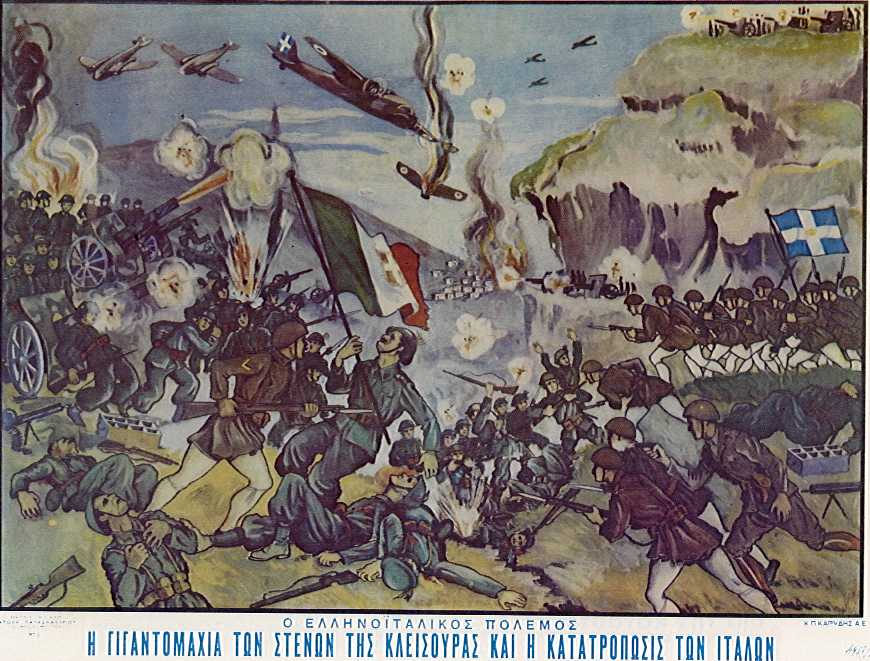 Ο ΕΛΛΗΝΟΪΤΑΛΙΚΟΣ ΠΟΛΕΜΟΣ
Η ΓΙΓΑΝΤΟΜΑΧΙΑ ΤΩΝ ΣΤΕΝΩΝ ΤΗΣ ΚΛΕΙΣΟΥΡΑΣ ΚΑΙ Η ΚΑΤΑΤΡΟΠΩΣΙΣ ΤΩΝ ΙΤΑΛΩΝ